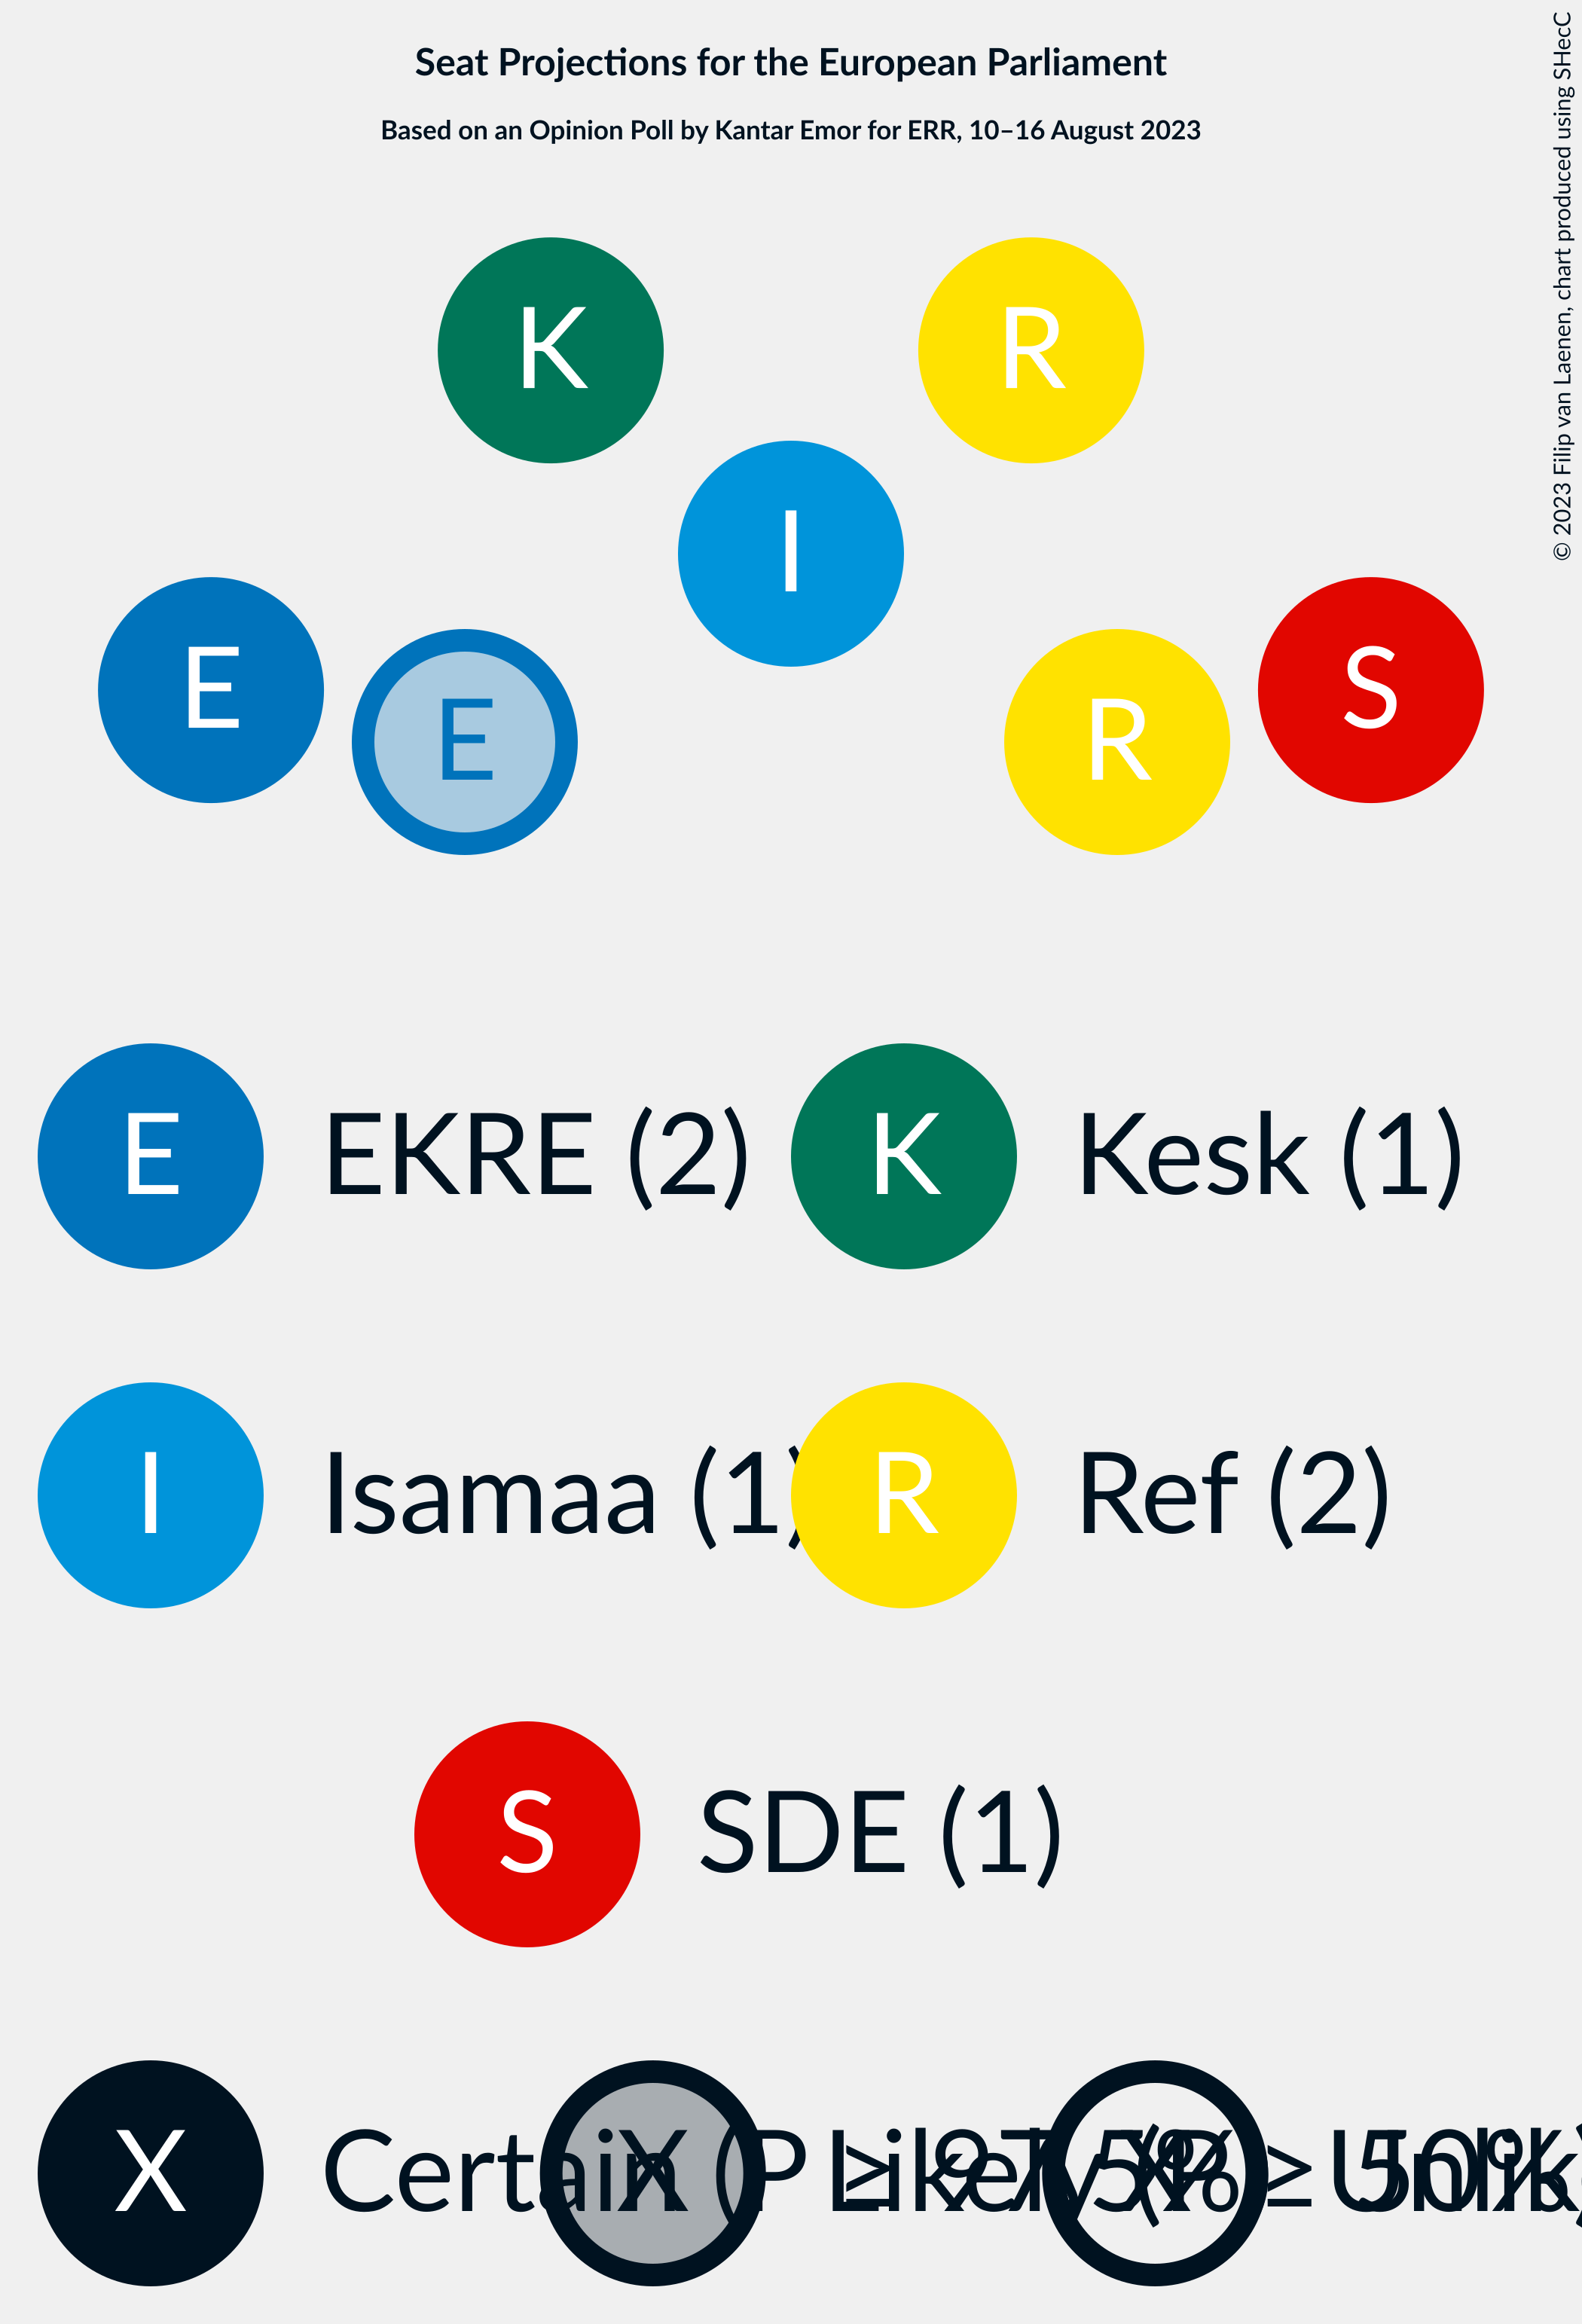 Seat Projections for the European Parliament
Based on an Opinion Poll by Kantar Emor for ERR, 10–16 August 2023
© 2023 Filip van Laenen, chart produced using SHecC
K
R
I
E
E
R
S
E EKRE (2)
K Kesk (1)
I Isamaa (1)
R Ref (2)
S SDE (1)
X Certain (P ≥
X
X